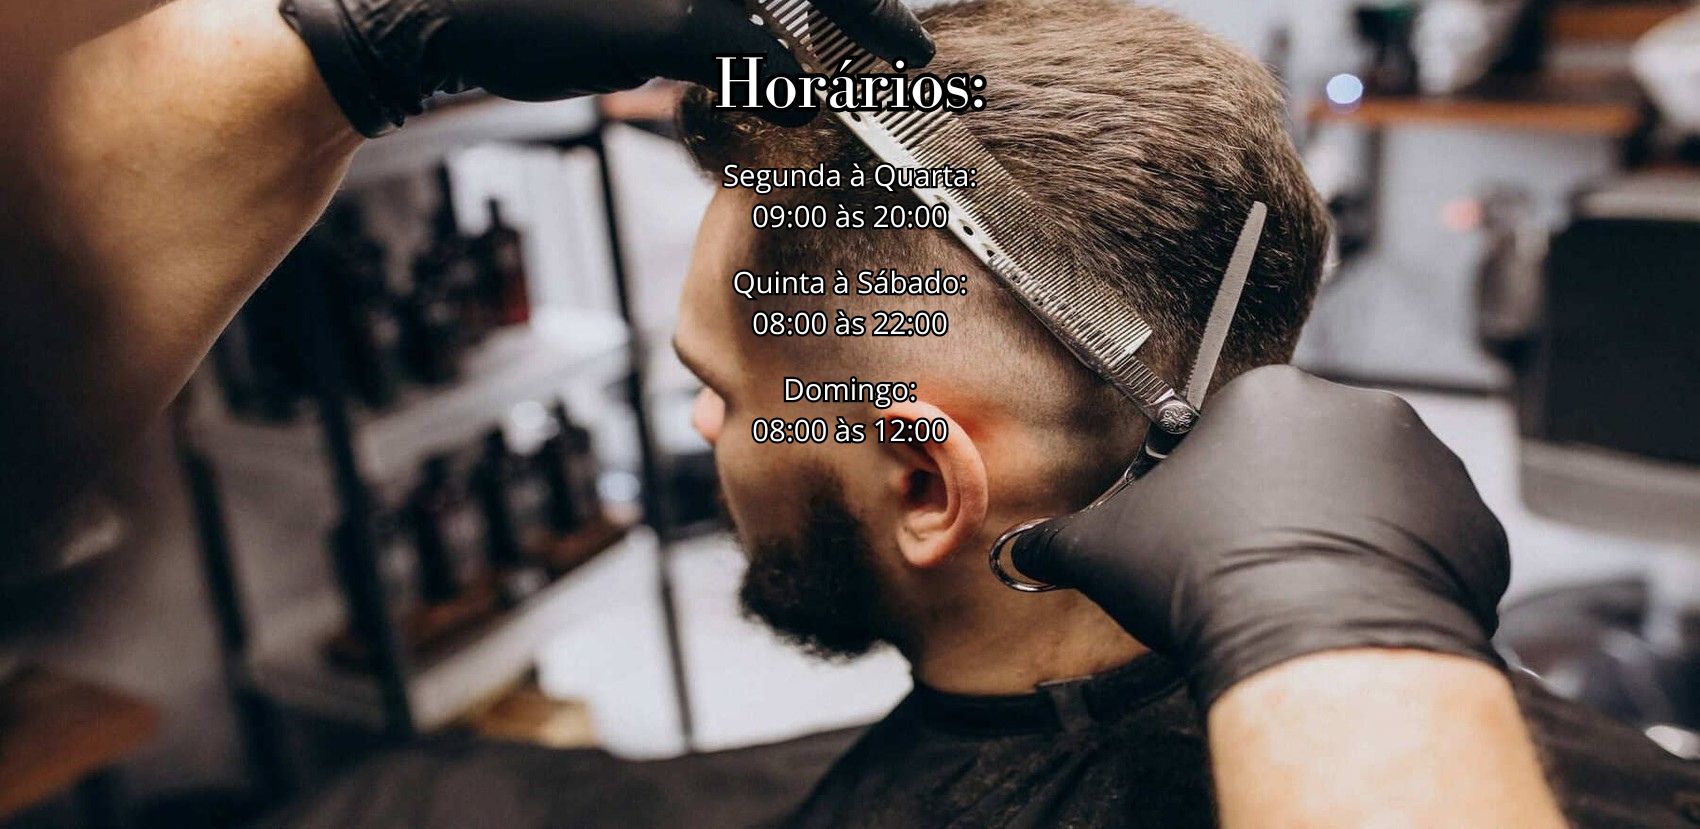 Horários:
Segunda à Quarta:
09:00 às 20:00
Quinta à Sábado:
08:00 às 22:00
Domingo:
08:00 às 12:00